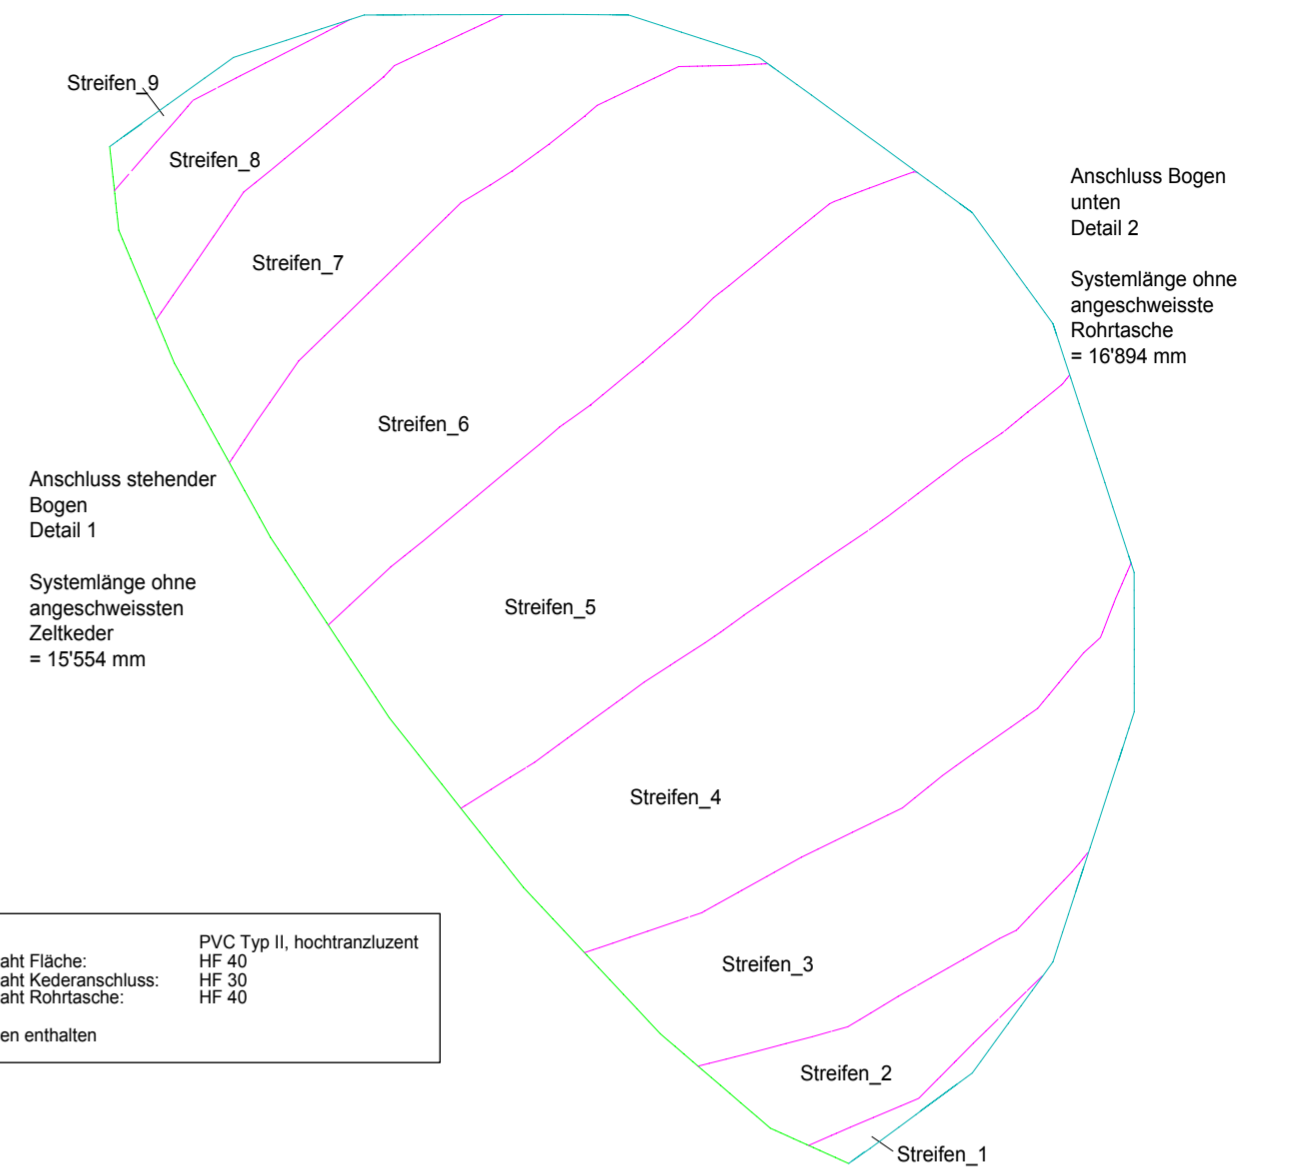 Streifen_9
Streifen_8
Anschluss Bogen
unten
Detail 2
Systemlänge ohne
angeschweisste
Rohrtasche
= 16'894 mm
Streifen_7
Streifen_6
Anschluss stehender
Bogen
Detail 1
Systemlänge ohne
angeschweissten
Zeltkeder
= 15'554 mm
Streifen_5
Streifen_4
Streifen_3
PVC Typ II, hochtranzluzent
aht Fläche: HF 40
aht Kederanschluss: HF 30
aht Rohrtasche: HF 40
en enthalten
Streifen_2
Streifen_1